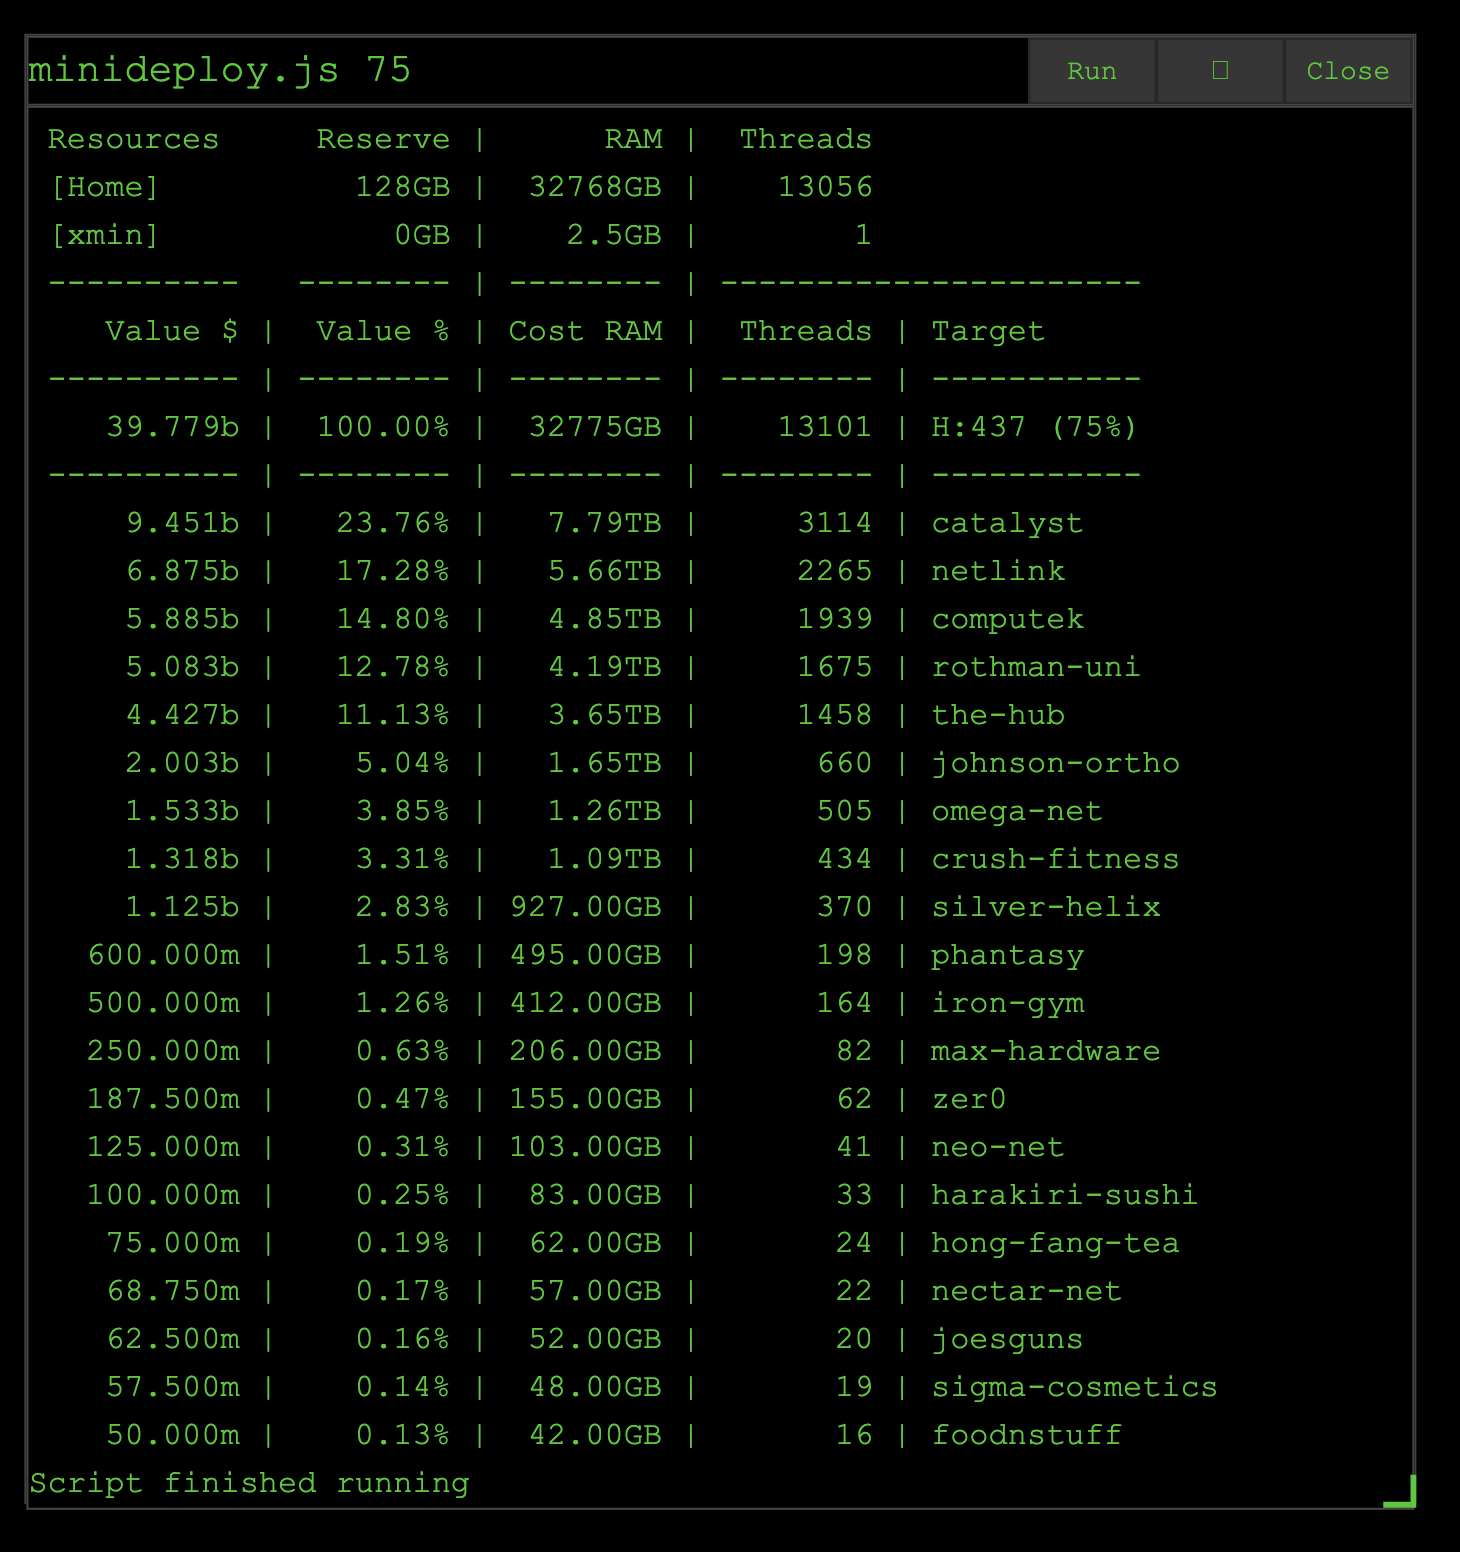 minideploy.js 75 Run Close
Resources Reserve | RAM | Threads
[Home] 128GB | 32768GB | 13056
[xmin] 0GB | 2.5GB | 1
---------- -------- | -------- | ----------------------
Value $ | Value % | Cost RAM | Threads | Target
---------- | -------- | -------- | -------- | -----------
39.779b | 100.00% | 32775GB | 13101 | H:437 (75%)
---------- | -------- | -------- | -------- | -----------
9.451b | 23.76% | 7.79TB | 3114 | catalyst
6.875b | 17.28% | 5.66TB | 2265 | netlink
5.885b | 14.80% | 4.85TB | 1939 | computek
5.083b | 12.78% | 4.19TB | 1675 | rothman-uni
4.427b | 11.13% | 3.65TB | 1458 | the-hub
2.003b | 5.04% | 1.65TB | 660 | johnson-ortho
1.533b | 3.85% | 1.26TB | 505 | omega-net
1.318b | 3.31% | 1.09TB | 434 | crush-fitness
1.125b | 2.83% | 927.00GB | 370 | silver-helix
600.000m | 1.51% | 495.00GB | 198 | phantasy
500.000m | 1.26% | 412.00GB | 164 | iron-gym
250.000m | 0.63% | 206.00GB | 82 | max-hardware
187.500m | 0.47% | 155.00GB | 62 | zer0
125.000m | 0.31% | 103.00GB | 41 | neo-net
100.000m | 0.25% | 83.00GB | 33 | harakiri-sushi
75.000m | 0.19% | 62.00GB | 24 | hong-fang-tea
68.750m | 0.17% | 57.00GB | 22 | nectar-net
62.500m | 0.16% | 52.00GB | 20 | joesguns
57.500m | 0.14% | 48.00GB | 19 | sigma-cosmetics
50.000m | 0.13% | 42.00GB | 16 | foodnstuff
Script finished running